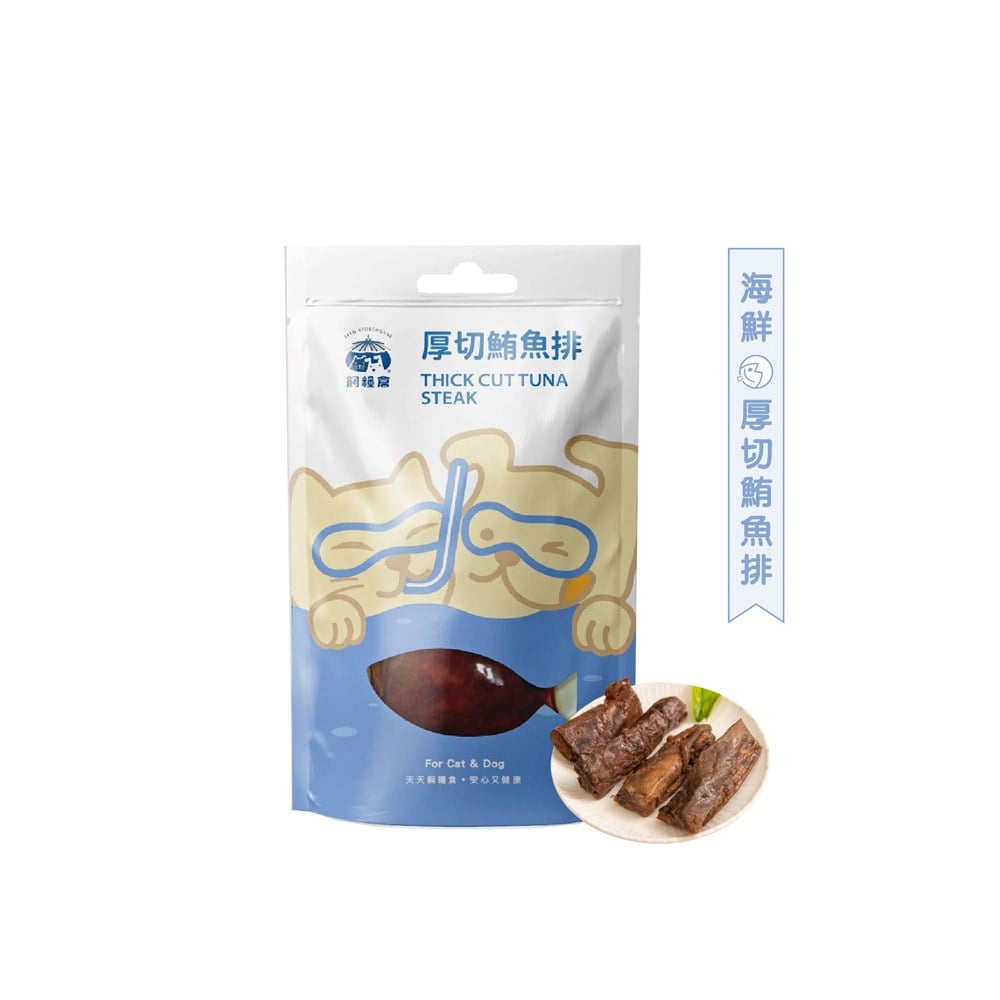 飼糧倉
厚切鮪魚排
THICK CUT TUNA
STEAK
For Cat & Dog
天天飼糧倉・安心又健康
海鮮
厚切鮪魚排